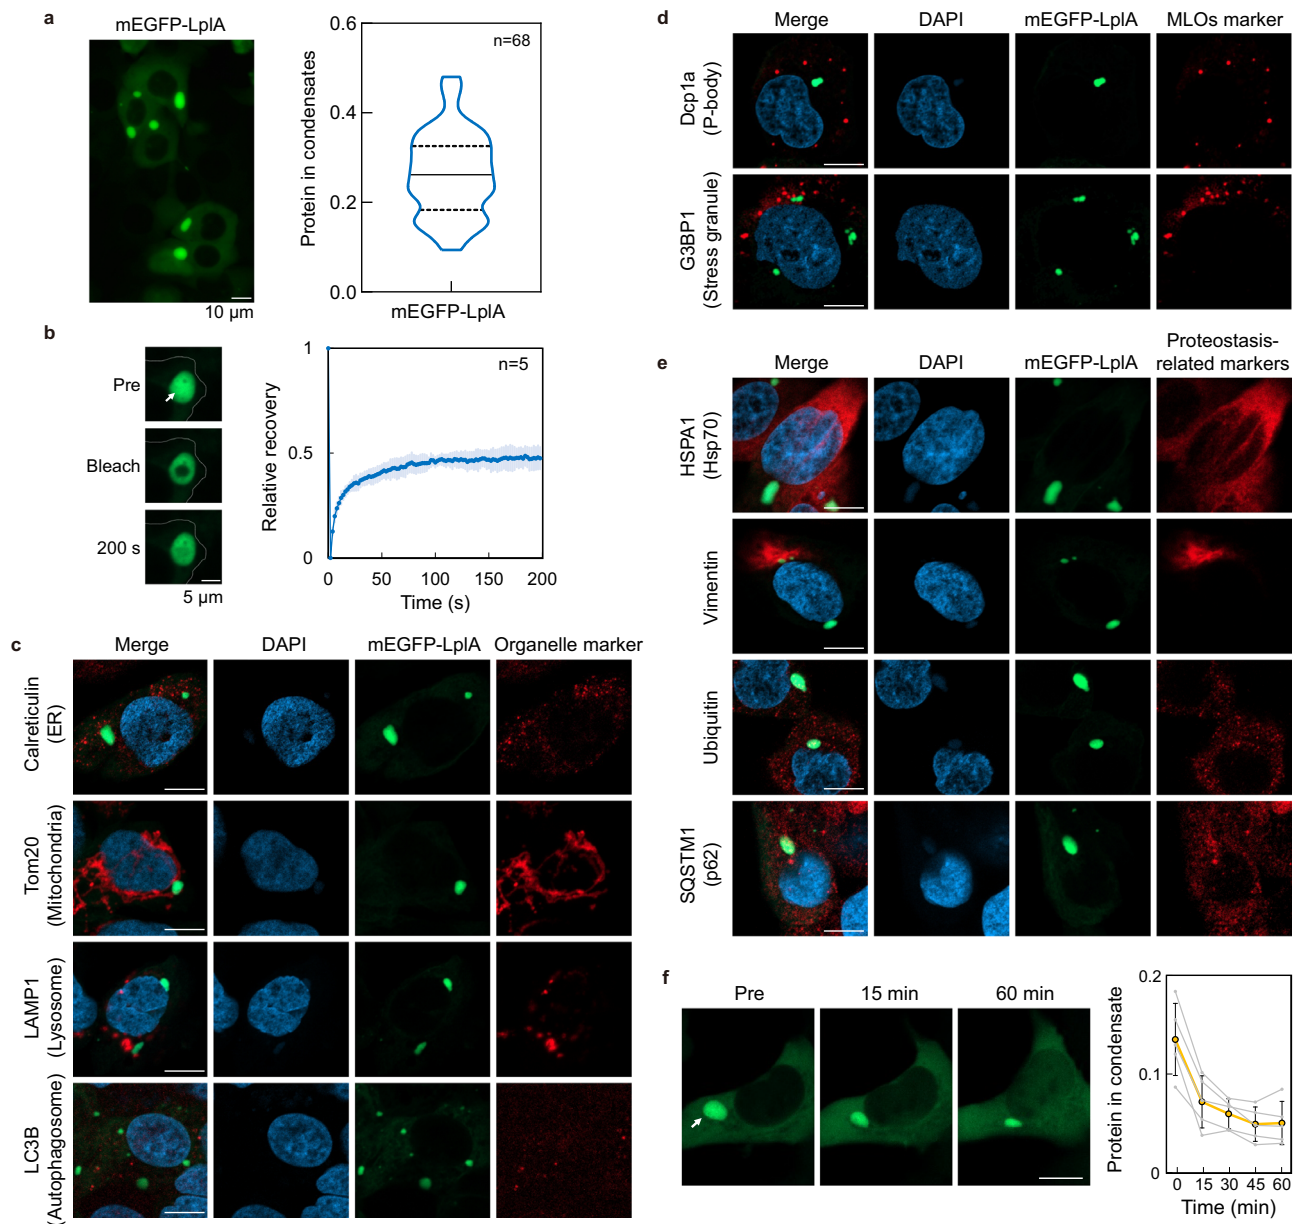 a
mEGFP-LplA
10 µm
Protein in condensates
0.6
0.4
0.2
0.0
n=68
mEGFP-LplA
b
Pre
Bleach
200 s
5 µm
Relative recovery
1
0.5
0
n=5
0 50 100 150 200
Time (s)
c
Merge DAPI mEGFP-LplA Organelle marker
Calreticulin
(ER)
Tom20
(Mitochondria)
LAMP1
(Lysosome)
LC3B
(Autophagosome)
d
Merge DAPI mEGFP-LplA MLOs marker
Dcp1a
(P-body)
G3BP1
(Stress granule)
e
Merge DAPI mEGFP-LplA Proteostasis-
related markers
HSPA1
(Hsp70)
Vimentin
Ubiquitin
SQSTM1
(p62)
f
Pre 15 min 60 min
Protein in condensate
0.2
0.1
0
0 15 30 45 60
Time (min)